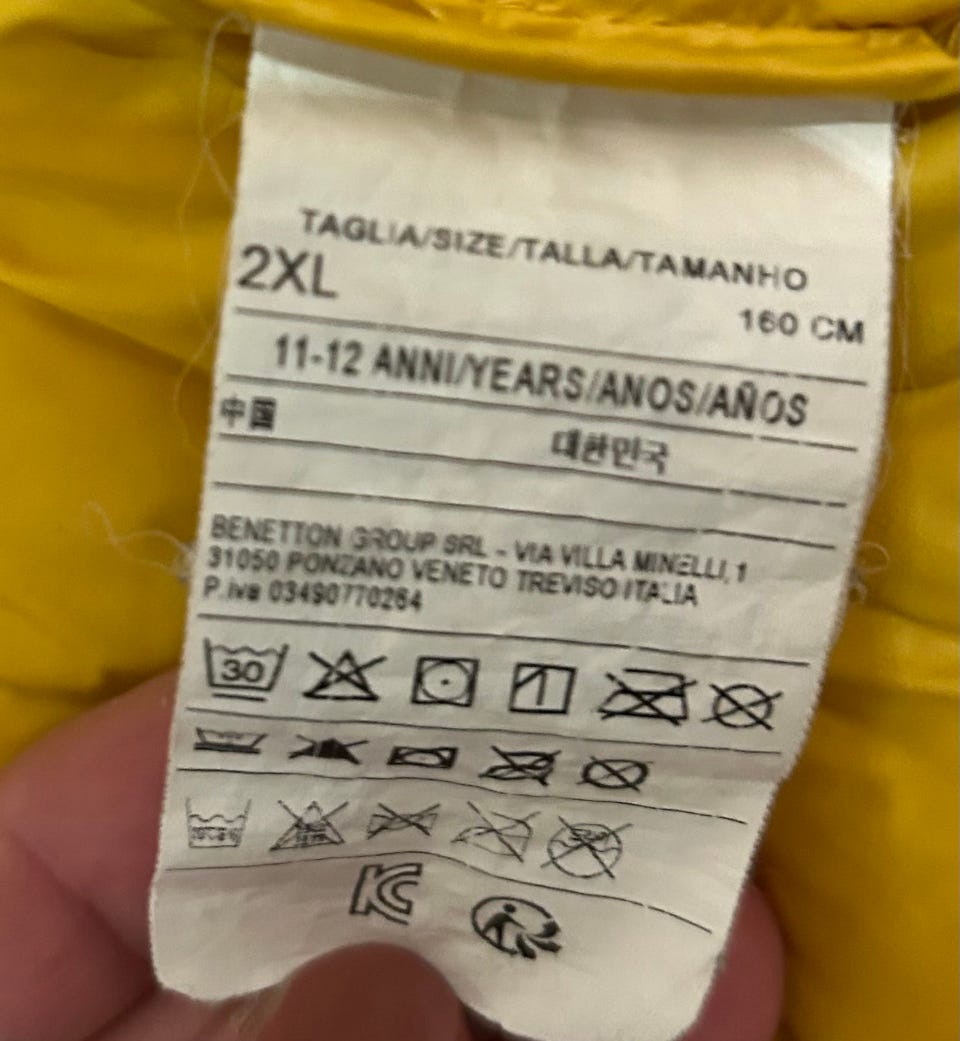 TAGLIA/SIZE/TALLA/TAMANHO
2XL
160 CM
11-12 ANNI/YEARS/ANOS/AÑOS
中国
대한민국
BENETTON GROUP SRL - VIA VILLA MINELLI, 1
31050 PONZANO VENETO TREVISO ITALIA
P.iva 03490770264
30
KC